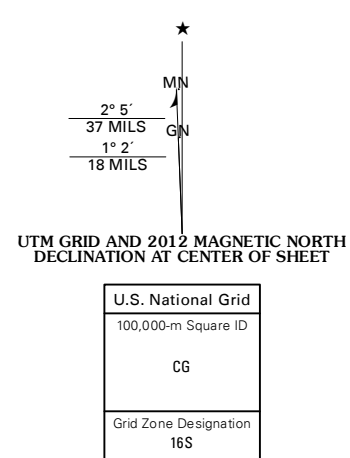 ★
MN
2° 5´
37 MILS
GN
1° 2´
18 MILS
UTM GRID AND 2012 MAGNETIC NORTH
DECLINATION AT CENTER OF SHEET
U.S. National Grid
100,000-m Square ID
CG
Grid Zone Designation
16S